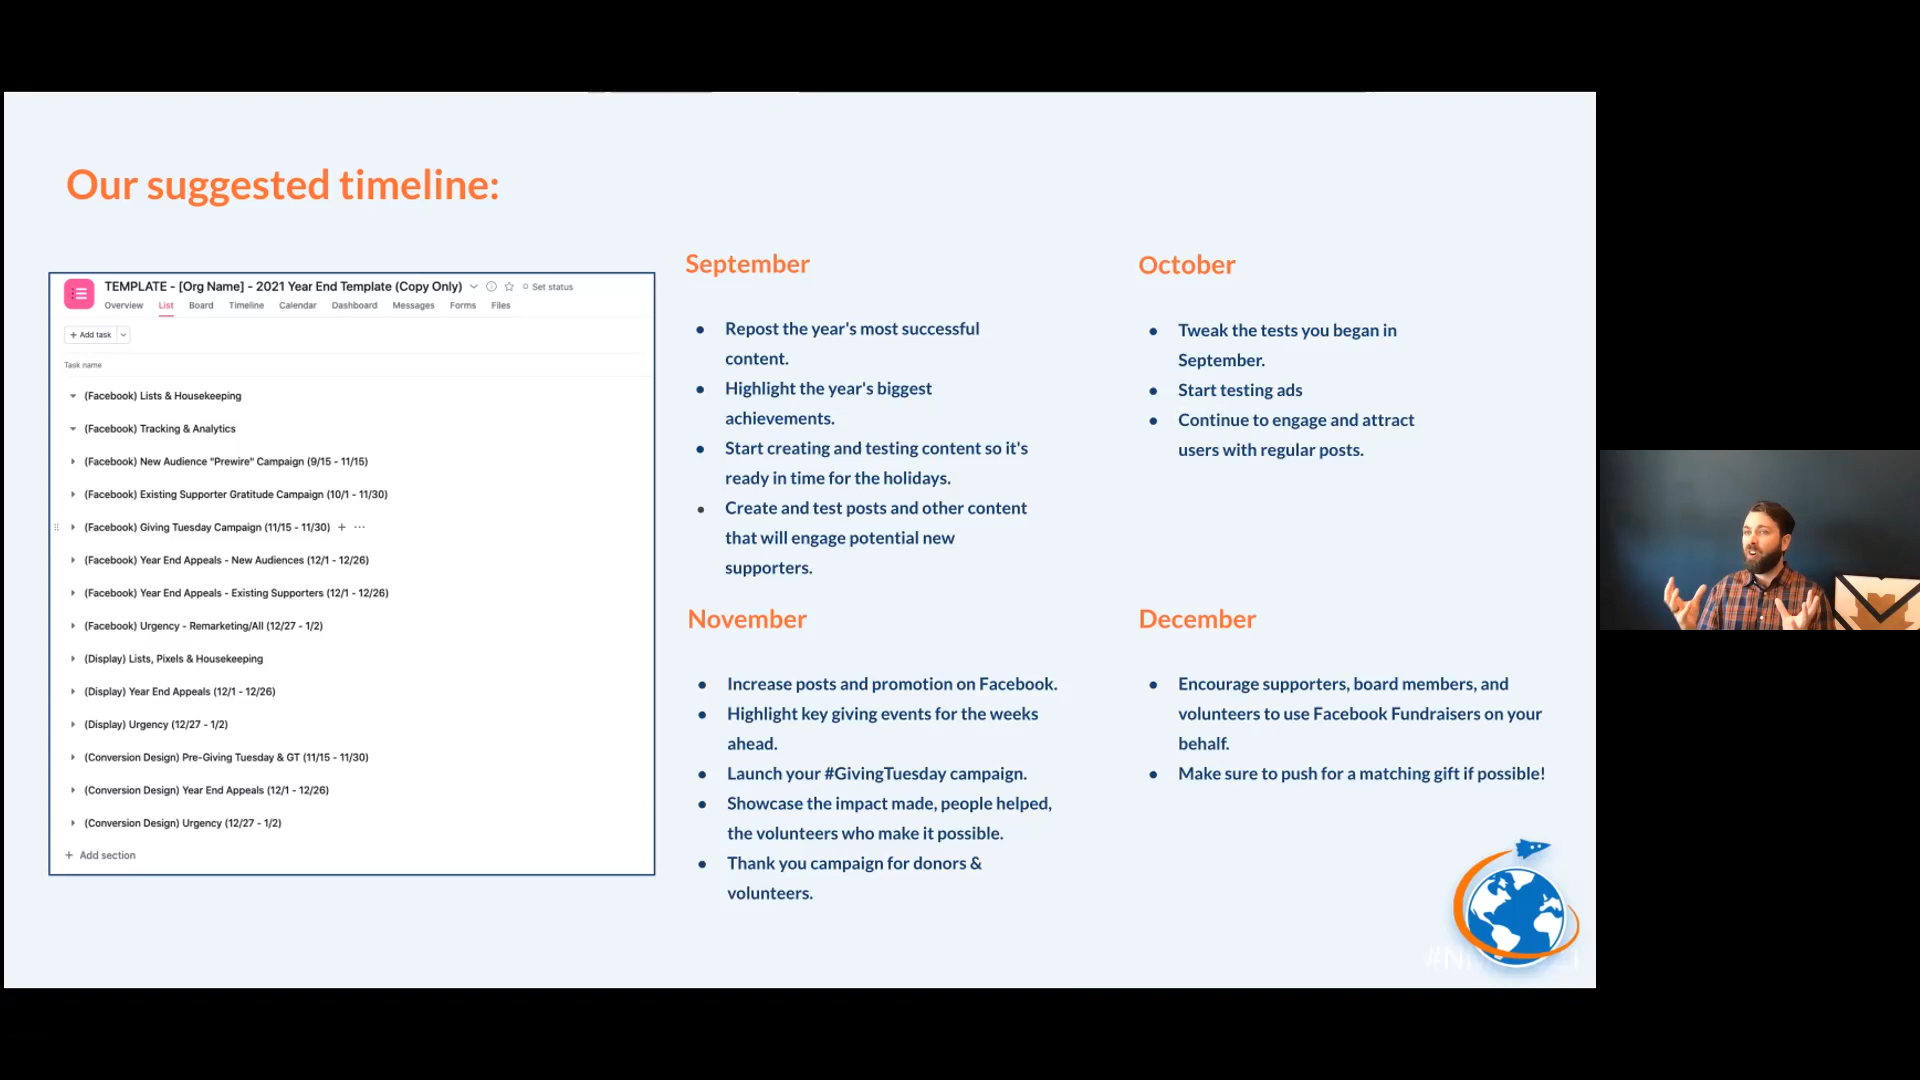 Our suggested timeline:
TEMPLATE - [Org Name] - 2021 Year End Template (Copy Only)
Set status
Overview List Board Timeline Calendar Dashboard Messages Forms Files
+ Add task
Task name
(Facebook) Lists & Housekeeping
(Facebook) Tracking & Analytics
(Facebook) New Audience "Prewire" Campaign (9/15 - 11/15)
(Facebook) Existing Supporter Gratitude Campaign (10/1 - 11/30)
(Facebook) Giving Tuesday Campaign (11/15 - 11/30) + ...
(Facebook) Year End Appeals - New Audiences (12/1 - 12/26)
(Facebook) Year End Appeals - Existing Supporters (12/1 - 12/26)
(Facebook) Urgency - Remarketing/All (12/27 - 1/2)
(Display) Lists, Pixels & Housekeeping
(Display) Year End Appeals (12/1 - 12/26)
(Display) Urgency (12/27 - 1/2)
(Conversion Design) Pre-Giving Tuesday & GT (11/15 - 11/30)
(Conversion Design) Year End Appeals (12/1 - 12/26)
(Conversion Design) Urgency (12/27 - 1/2)
+ Add section
September
• Repost the year's most successful
content.
• Highlight the year's biggest
achievements.
• Start creating and testing content so it's
ready in time for the holidays.
• Create and test posts and other content
that will engage potential new
supporters.
October
• Tweak the tests you began in
September.
• Start testing ads
• Continue to engage and attract
users with regular posts.
November
• Increase posts and promotion on Facebook.
• Highlight key giving events for the weeks
ahead.
• Launch your #GivingTuesday campaign.
• Showcase the impact made, people helped,
the volunteers who make it possible.
• Thank you campaign for donors &
volunteers.
December
• Encourage supporters, board members, and
volunteers to use Facebook Fundraisers on your
behalf.
• Make sure to push for a matching gift if possible!